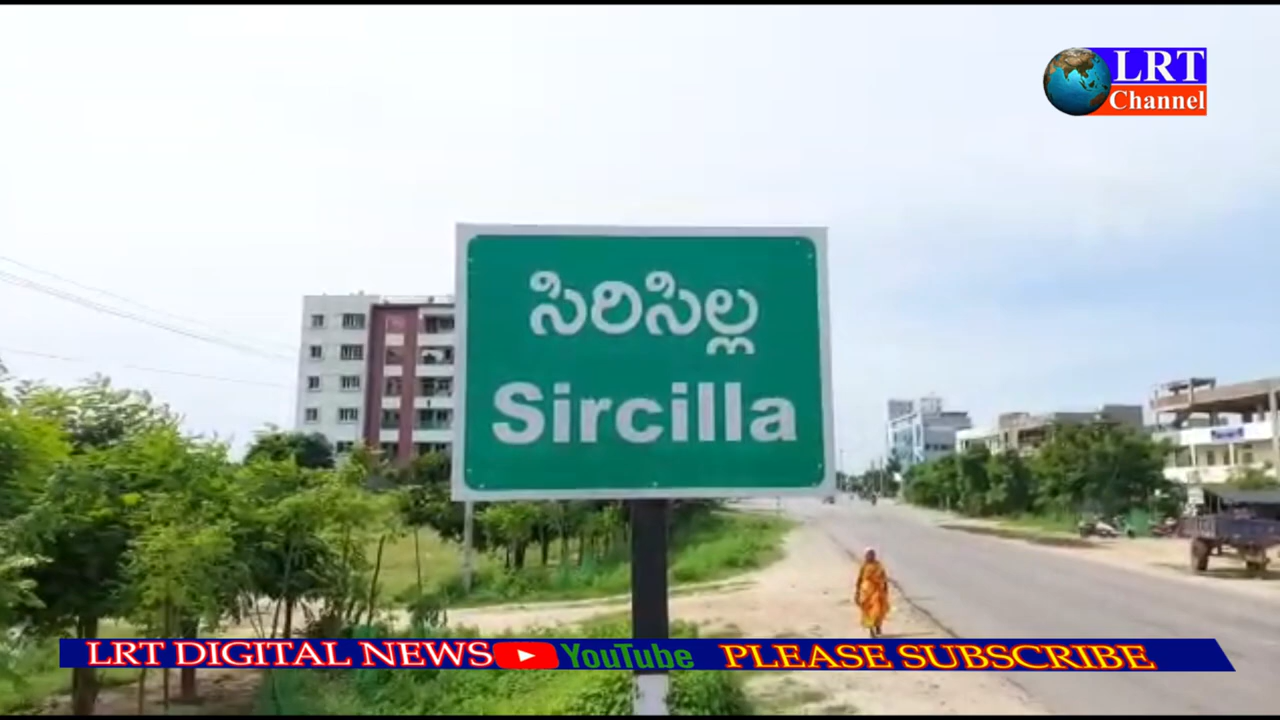 LRT
Channel
సిరిసిల్ల
Sircilla
LRT DIGITAL NEWS YouTube PLEASE SUBSCRIBE